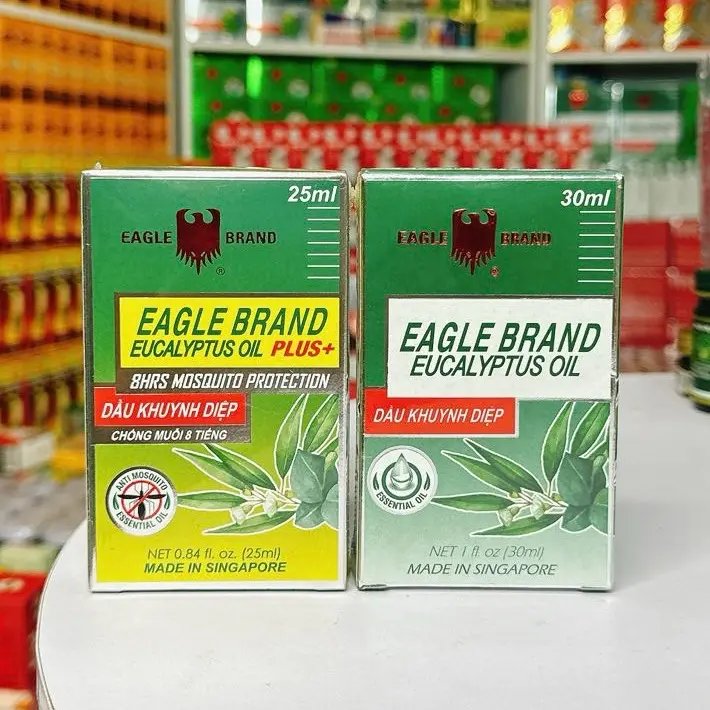 25ml
EAGLE BRAND
®
EAGLE BRAND
EUCALYPTUS OIL PLUS+
8HRS MOSQUITO PROTECTION
DẦU KHUYNH DIỆP
CHỐNG MUỖI 8 TIẾNG
ANTI MOSQUITO
ESSENTIAL OIL
NET 0.84 fl. oz. (25ml)
MADE IN SINGAPORE
30ml
EAGLE BRAND
EAGLE BRAND
EUCALYPTUS OIL
DẦU KHUYNH DIỆP
ESSENTIAL OIL
NET 1 fl. oz (30ml)
MADE IN SINGAPORE